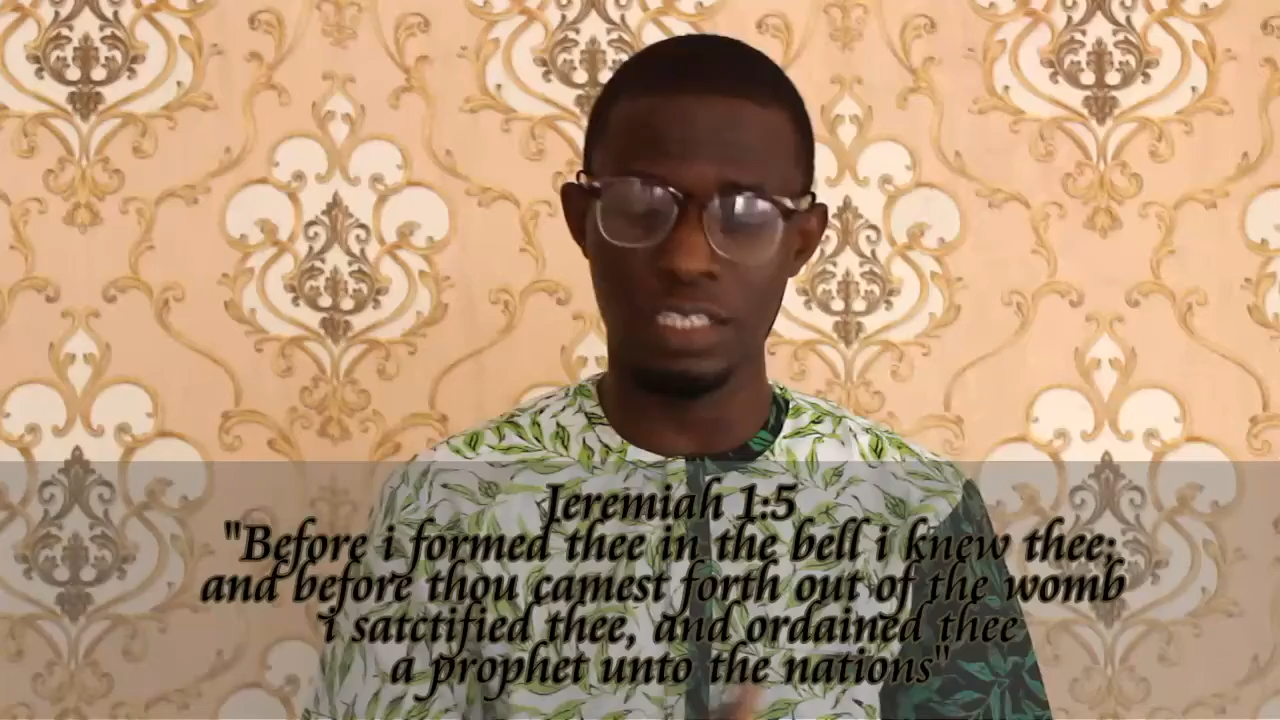 Jeremiah 1:5
"Before i formed thee in the bell i knew thee;
and before thou camest forth out of the womb
i satctified thee, and ordained thee
a prophet unto the nations"